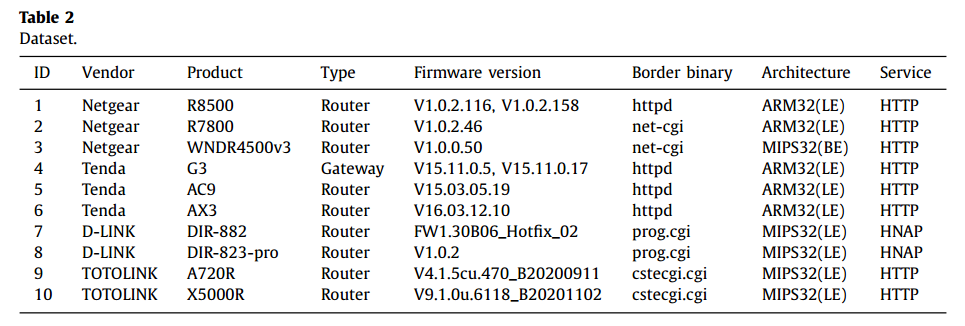 Table 2
Dataset.
ID Vendor Product Type Firmware version Border binary Architecture Service
1 Netgear R8500 Router V1.0.2.116, V1.0.2.158 httpd ARM32(LE) HTTP
2 Netgear R7800 Router V1.0.2.46 net-cgi ARM32(LE) HTTP
3 Netgear WNDR4500v3 Router V1.0.0.50 net-cgi MIPS32(BE) HTTP
4 Tenda G3 Gateway V15.11.0.5, V15.11.0.17 httpd ARM32(LE) HTTP
5 Tenda AC9 Router V15.03.05.19 httpd ARM32(LE) HTTP
6 Tenda AX3 Router V16.03.12.10 httpd ARM32(LE) HTTP
7 D-LINK DIR-882 Router FW1.30B06_Hotfix_02 prog.cgi MIPS32(LE) HNAP
8 D-LINK DIR-823-pro Router V1.0.2 prog.cgi MIPS32(LE) HNAP
9 TOTOLINK A720R Router V4.1.5cu.470_B20200911 cstecgi.cgi MIPS32(LE) HTTP
10 TOTOLINK X5000R Router V9.1.0u.6118_B20201102 cstecgi.cgi MIPS32(LE) HTTP